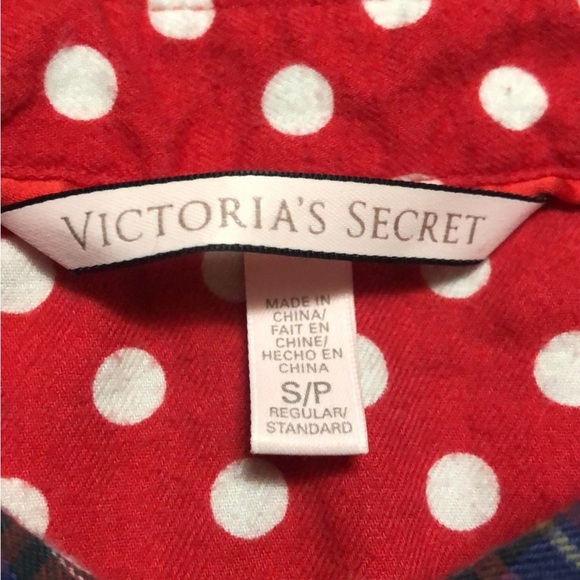 VICTORIA'S SECRET
MADE IN
CHINA/
FAIT EN
CHINE/
HECHO EN
CHINA
S/P
REGULAR/
STANDARD